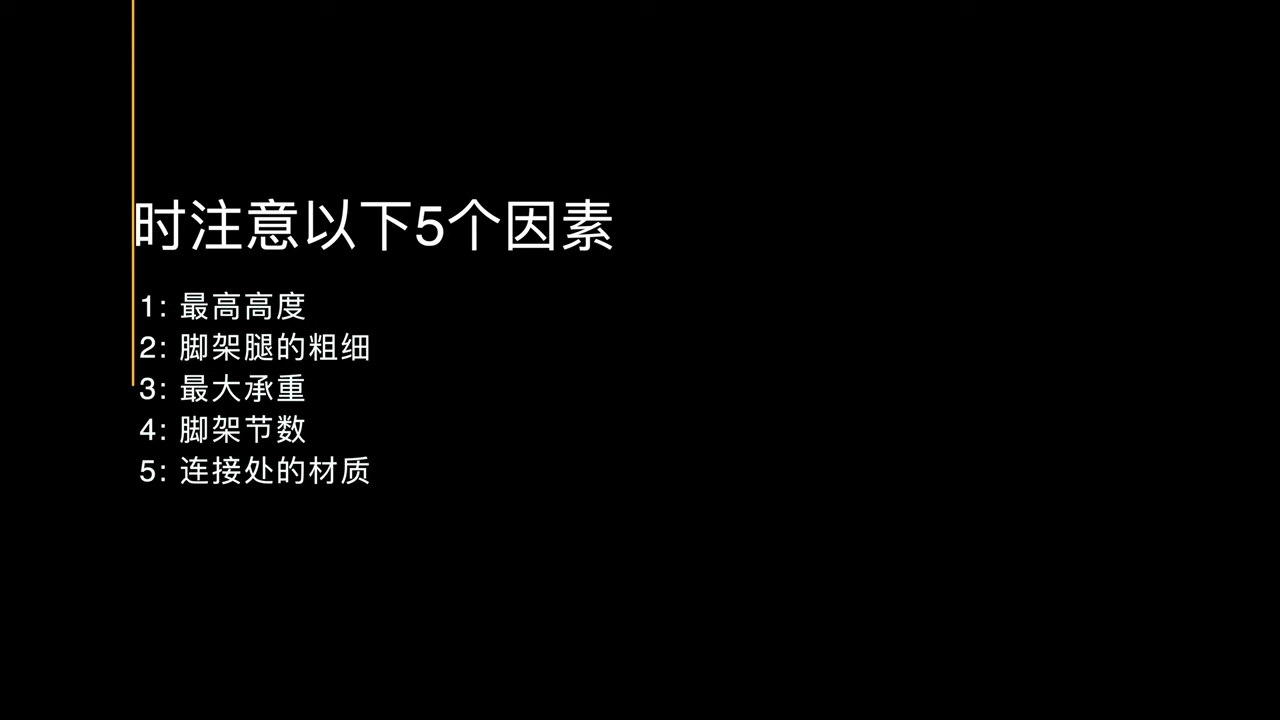 时注意以下5个因素
1: 最高高度
2: 脚架腿的粗细
3: 最大承重
4: 脚架节数
5: 连接处的材质